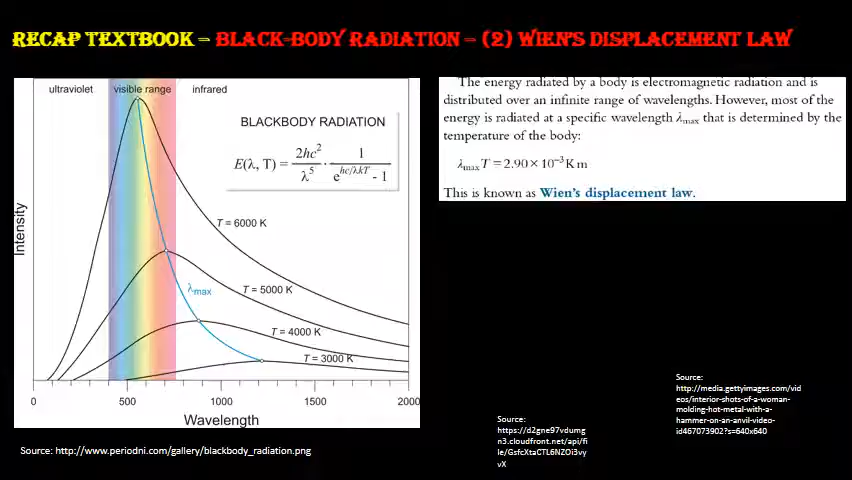 RECAP TEXTBOOK – BLACK-BODY RADIATION – (2) WIEN'S DISPLACEMENT LAW
ultraviolet visible range infrared
BLACKBODY RADIATION
E(λ, T) = 2hc² / λ⁵ · 1 / e^hc/λkT - 1
T = 6000 K
λmax
T = 5000 K
T = 4000 K
T = 3000 K
Intensity
0 500 1000 1500 2000
Wavelength
Source: http://www.periodni.com/gallery/blackbody_radiation.png
The energy radiated by a body is electromagnetic radiation and is
distributed over an infinite range of wavelengths. However, most of the
energy is radiated at a specific wavelength λmax that is determined by the
temperature of the body:
λmax T = 2.90 × 10⁻³ K m
This is known as Wien's displacement law.
Source:
https://d2gne97vdumg
n3.cloudfront.net/api/fi
le/GsfcXtaCTL6NZOi3vy
vX
Source:
http://media.gettyimages.com/vid
eos/interior-shots-of-a-woman-
molding-hot-metal-with-a-
hammer-on-an-anvil-video-
id467073902?s=640x640